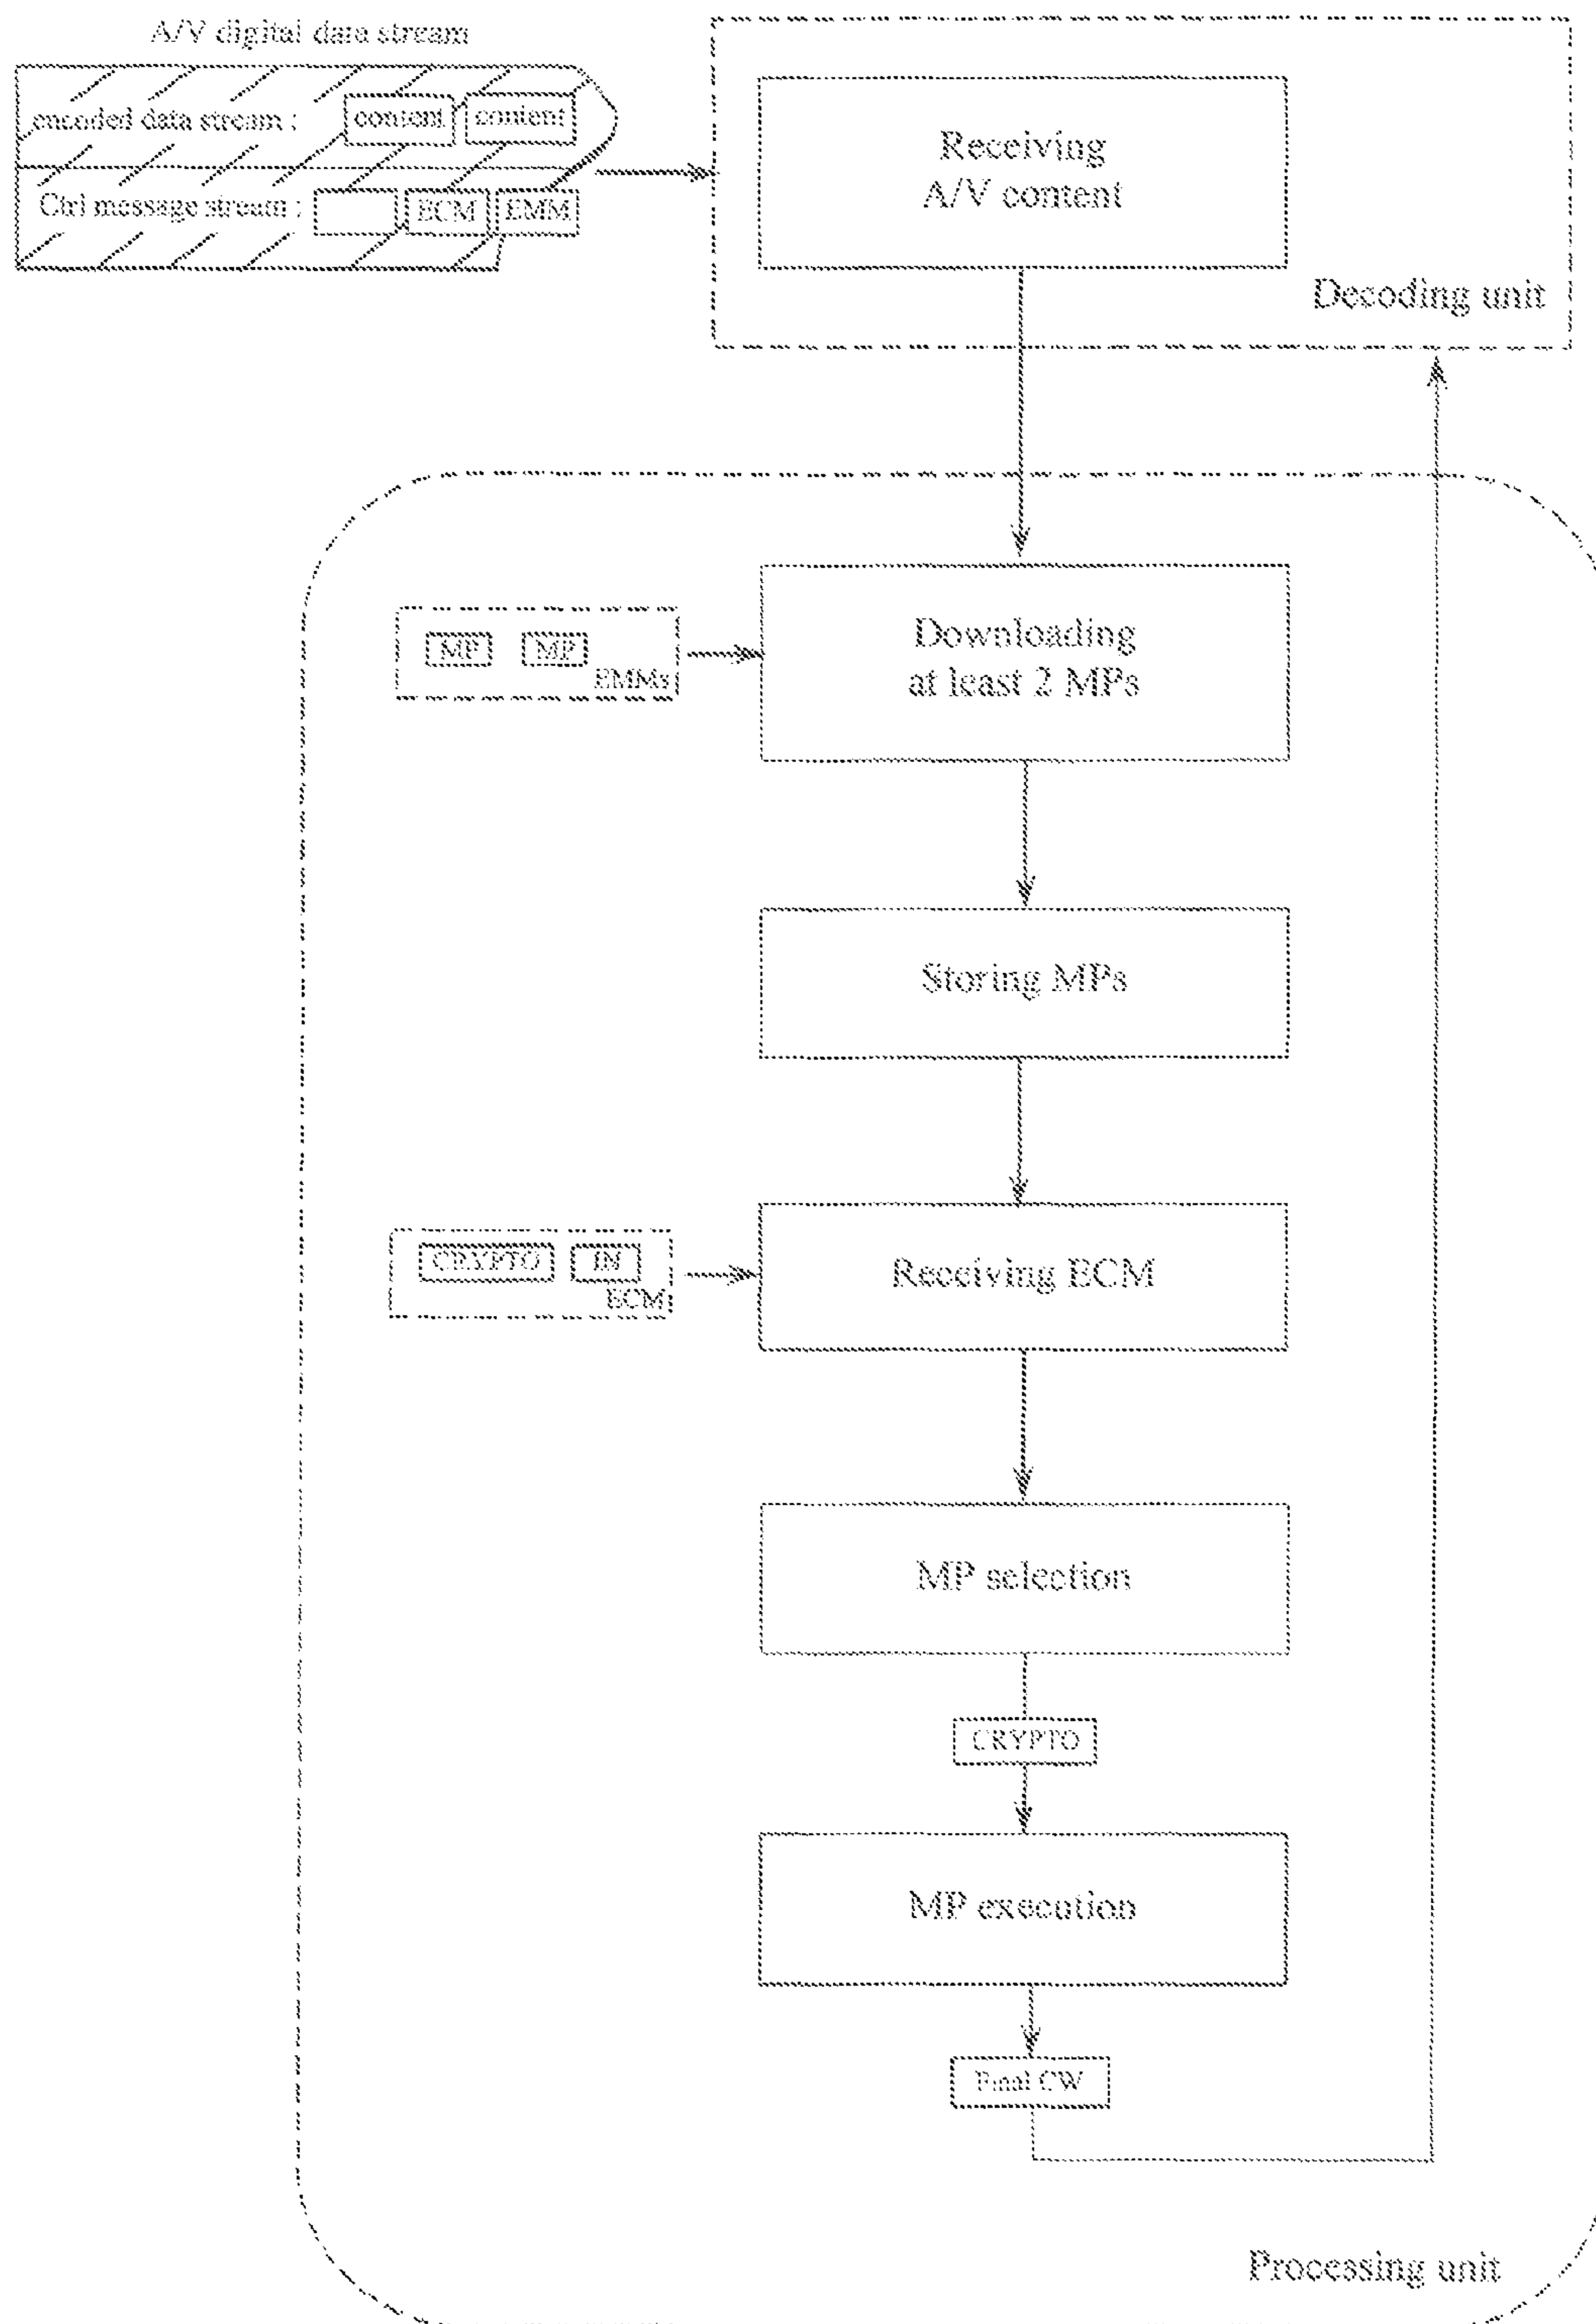 A/V digital data stream
encoded data stream : content content
Ctrl message stream : ECM EMM
Receiving
A/V content
Decoding unit
Downloading
at least 2 MPs
MP MP
EMMs
Storing MPs
CRYPTO IN
ECM
Receiving ECM
MP selection
CRYPTO
MP execution
Final CW
Processing unit